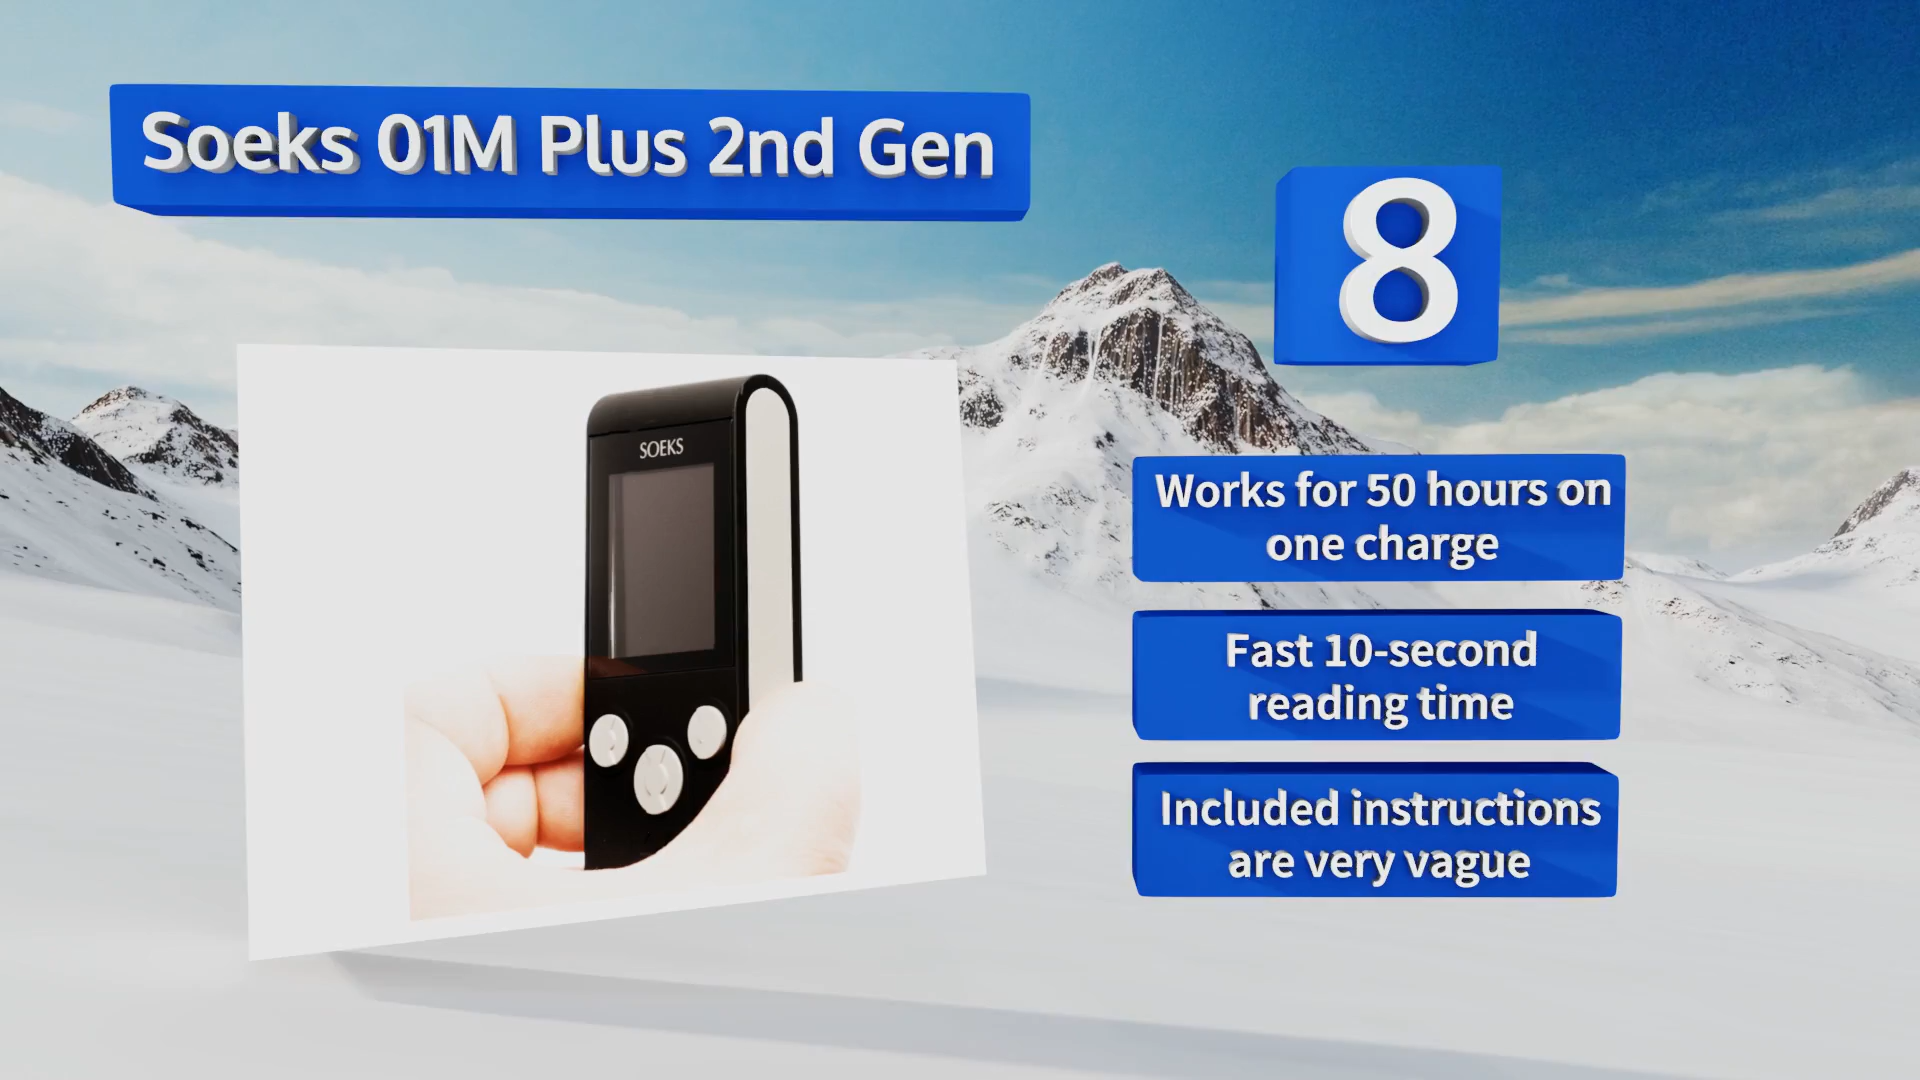 Soeks 01M Plus 2nd Gen
8
SOEKS
Works for 50 hours on
one charge
Fast 10-second
reading time
Included instructions
are very vague